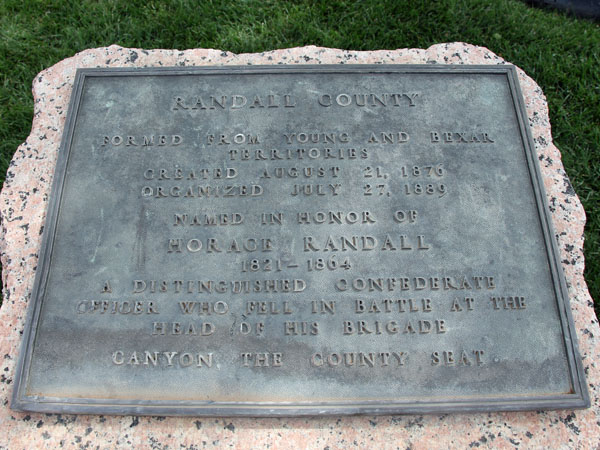 RANDALL COUNTY
FORMED FROM YOUNG AND BEXAR
TERRITORIES
CREATED AUGUST 21, 1876
ORGANIZED JULY 27, 1889
NAMED IN HONOR OF
HORACE RANDALL
1821-1864
A DISTINGUISHED CONFEDERATE
OFFICER WHO FELL IN BATTLE AT THE
HEAD OF HIS BRIGADE
CANYON, THE COUNTY SEAT